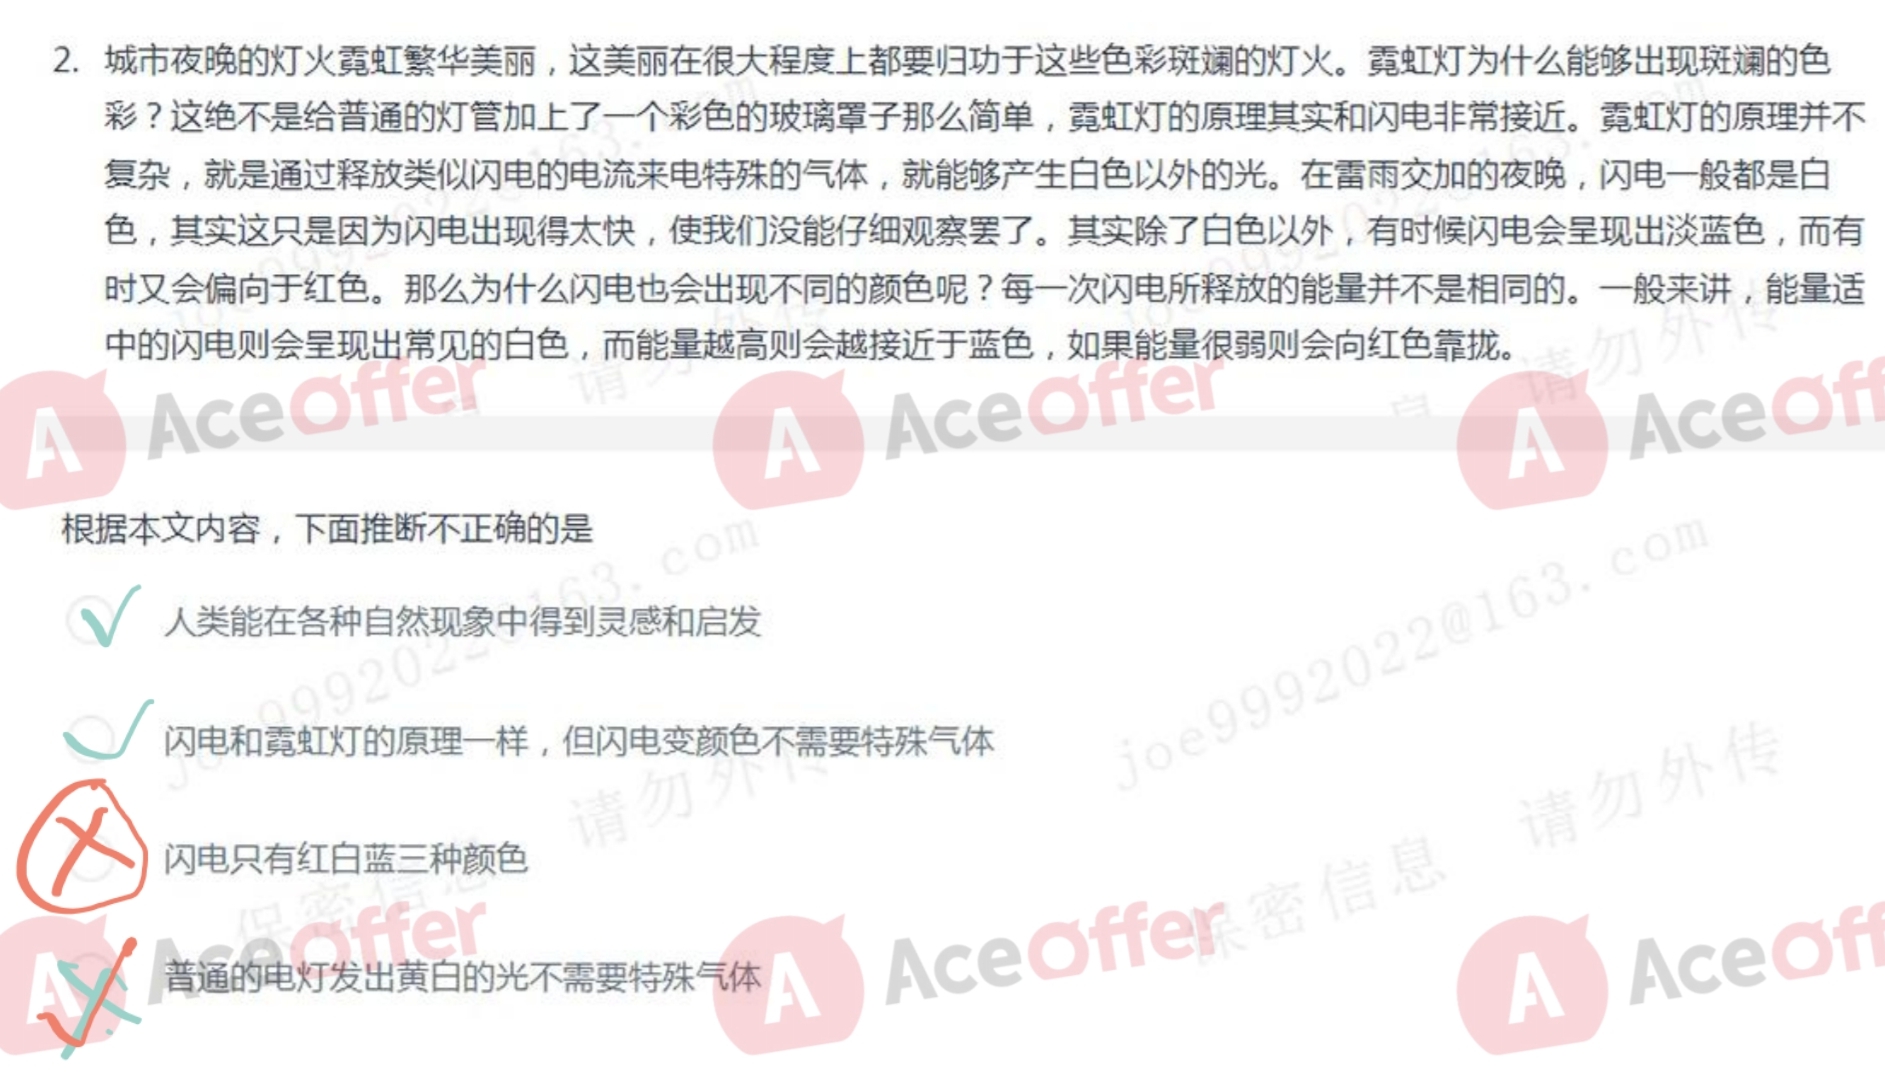 2. 城市夜晚的灯火霓虹繁华美丽，这美丽在很大程度上都要归功于这些色彩斑斓的灯火。霓虹灯为什么能够出现斑斓的色
彩？这绝不是给普通的灯管加上了一个彩色的玻璃罩子那么简单，霓虹灯的原理其实和闪电非常接近。霓虹灯的原理并不
复杂，就是通过释放类似闪电的电流来电特殊的气体，就能够产生白色以外的光。在雷雨交加的夜晚，闪电一般都是白
色，其实这只是因为闪电出现得太快，使我们没能仔细观察罢了。其实除了白色以外，有时候闪电会呈现出淡蓝色，而有
时又会偏向于红色。那么为什么闪电也会出现不同的颜色呢？每一次闪电所释放的能量并不是相同的。一般来讲，能量适
中的闪电则会呈现出常见的白色，而能量越高则会越接近于蓝色，如果能量很弱则会向红色靠拢。
AceOffer AceOffer AceOff
根据本文内容，下面推断不正确的是
人类能在各种自然现象中得到灵感和启发
joe9992022@163.com
闪电和霓虹灯的原理一样，但闪电变颜色不需要特殊气体
请勿外传 请勿外传
闪电只有红白蓝三种颜色
保密信息 保密信息
AceOffer AceOffer AceOff
普通的电灯发出黄白的光不需要特殊气体